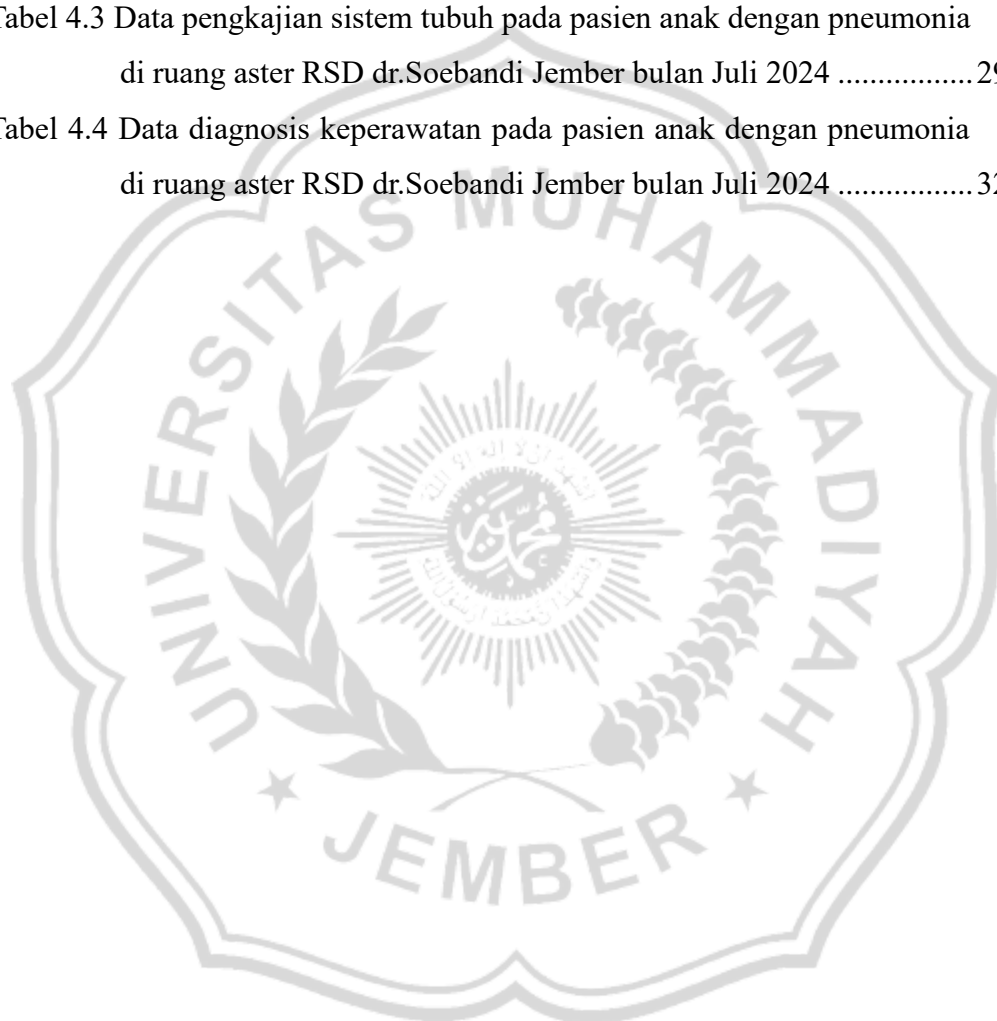 Tabel 4.3 Data pengkajian sistem tubuh pada pasien anak dengan pneumonia
di ruang aster RSD dr.Soebandi Jember bulan Juli 2024 ................. 29
Tabel 4.4 Data diagnosis keperawatan pada pasien anak dengan pneumonia
di ruang aster RSD dr.Soebandi Jember bulan Juli 2024 ................. 32
UNIVERSITAS MUHAMMADIYAH
★ JEMBER ★